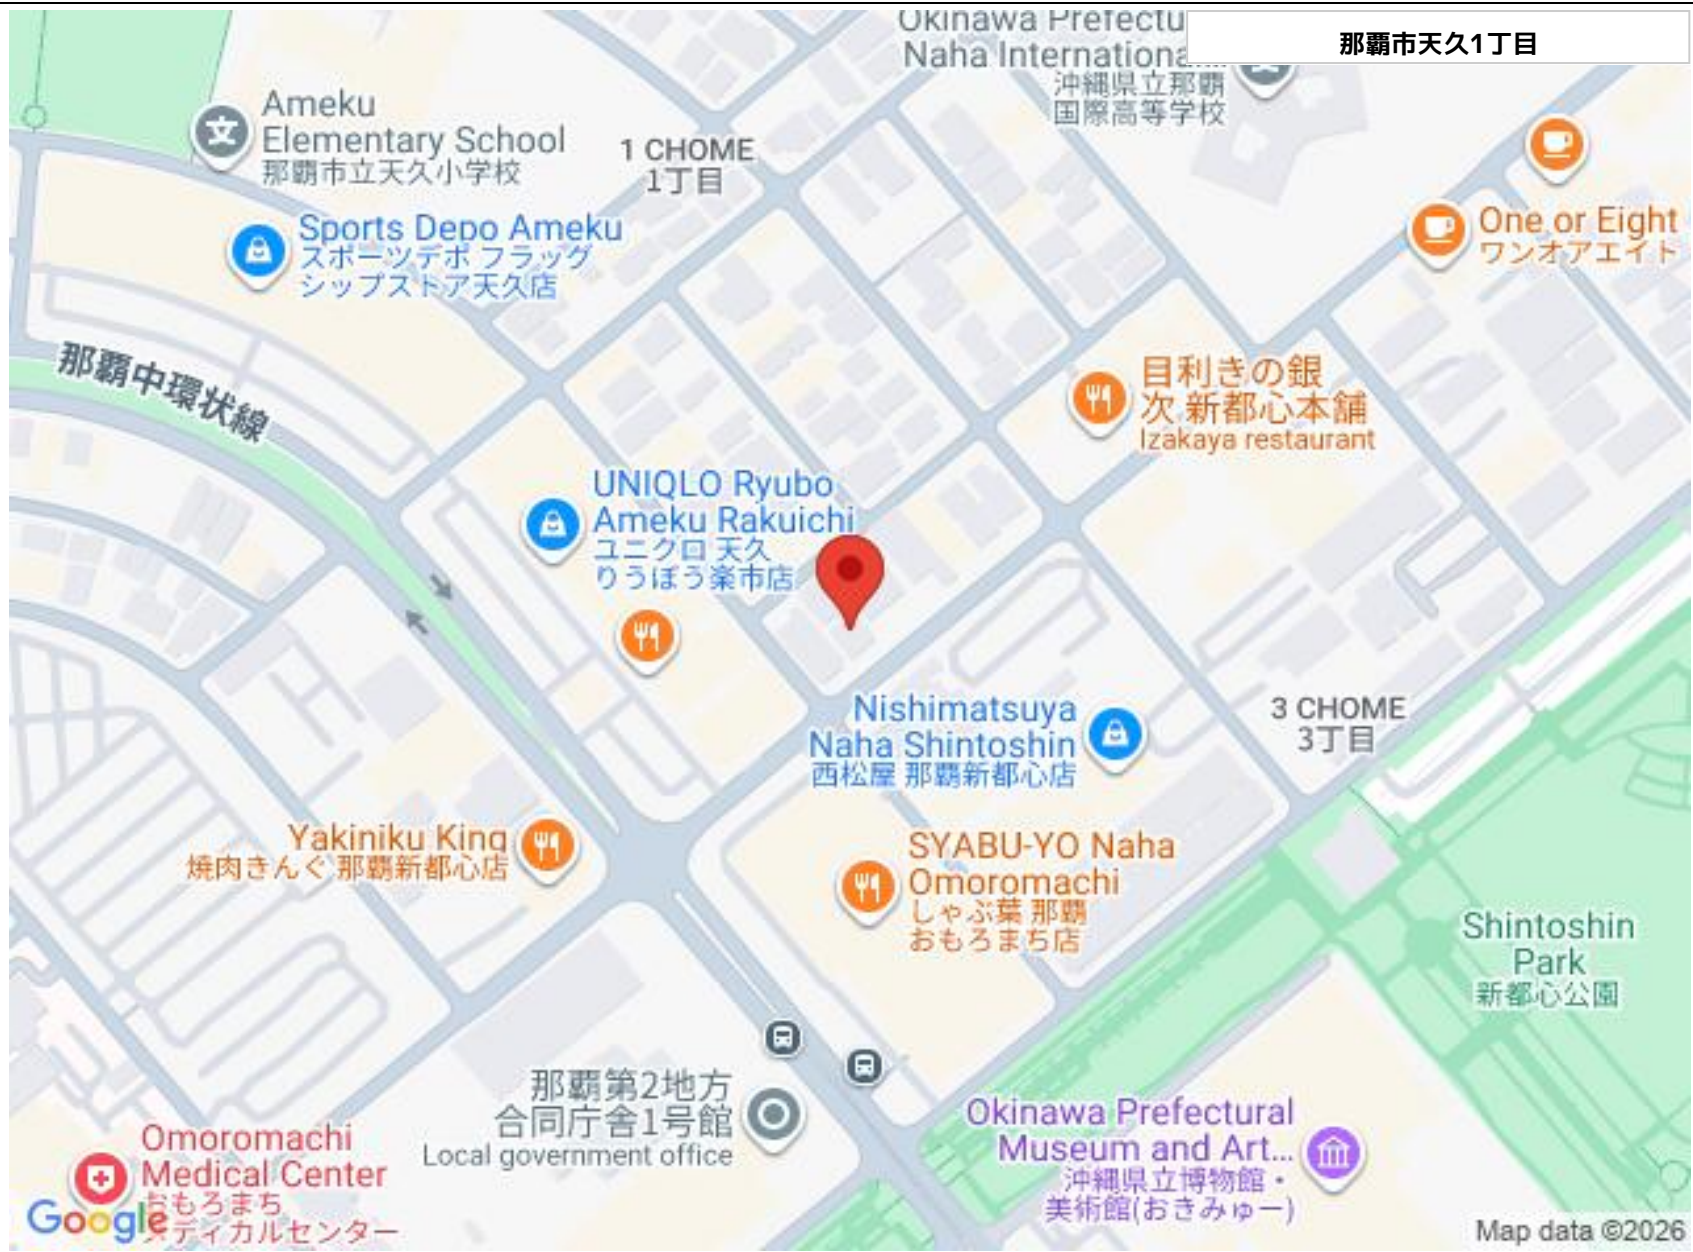 那覇市天久1丁目
Okinawa Prefectu
Naha Internationa...
沖縄県立那覇
国際高等学校
Ameku
Elementary School
那覇市立天久小学校
1 CHOME
1丁目
One or Eight
ワンオアエイト
Sports Depo Ameku
スポーツデポ フラッグ
シップストア天久店
那覇中環状線
目利きの銀
次 新都心本舗
Izakaya restaurant
UNIQLO Ryubo
Ameku Rakuichi
ユニクロ 天久
りうぼう楽市店
Nishimatsuya
Naha Shintoshin
西松屋 那覇新都心店
3 CHOME
3丁目
Yakiniku King
焼肉きんぐ 那覇新都心店
SYABU-YO Naha
Omoromachi
しゃぶ葉 那覇
おもろまち店
Shintoshin
Park
新都心公園
那覇第2地方
合同庁舎1号館
Local government office
Okinawa Prefectural
Museum and Art...
沖縄県立博物館・
美術館(おきみゅー)
Omoromachi
Medical Center
おもろまち
メディカルセンター
Google
Map data ©2026